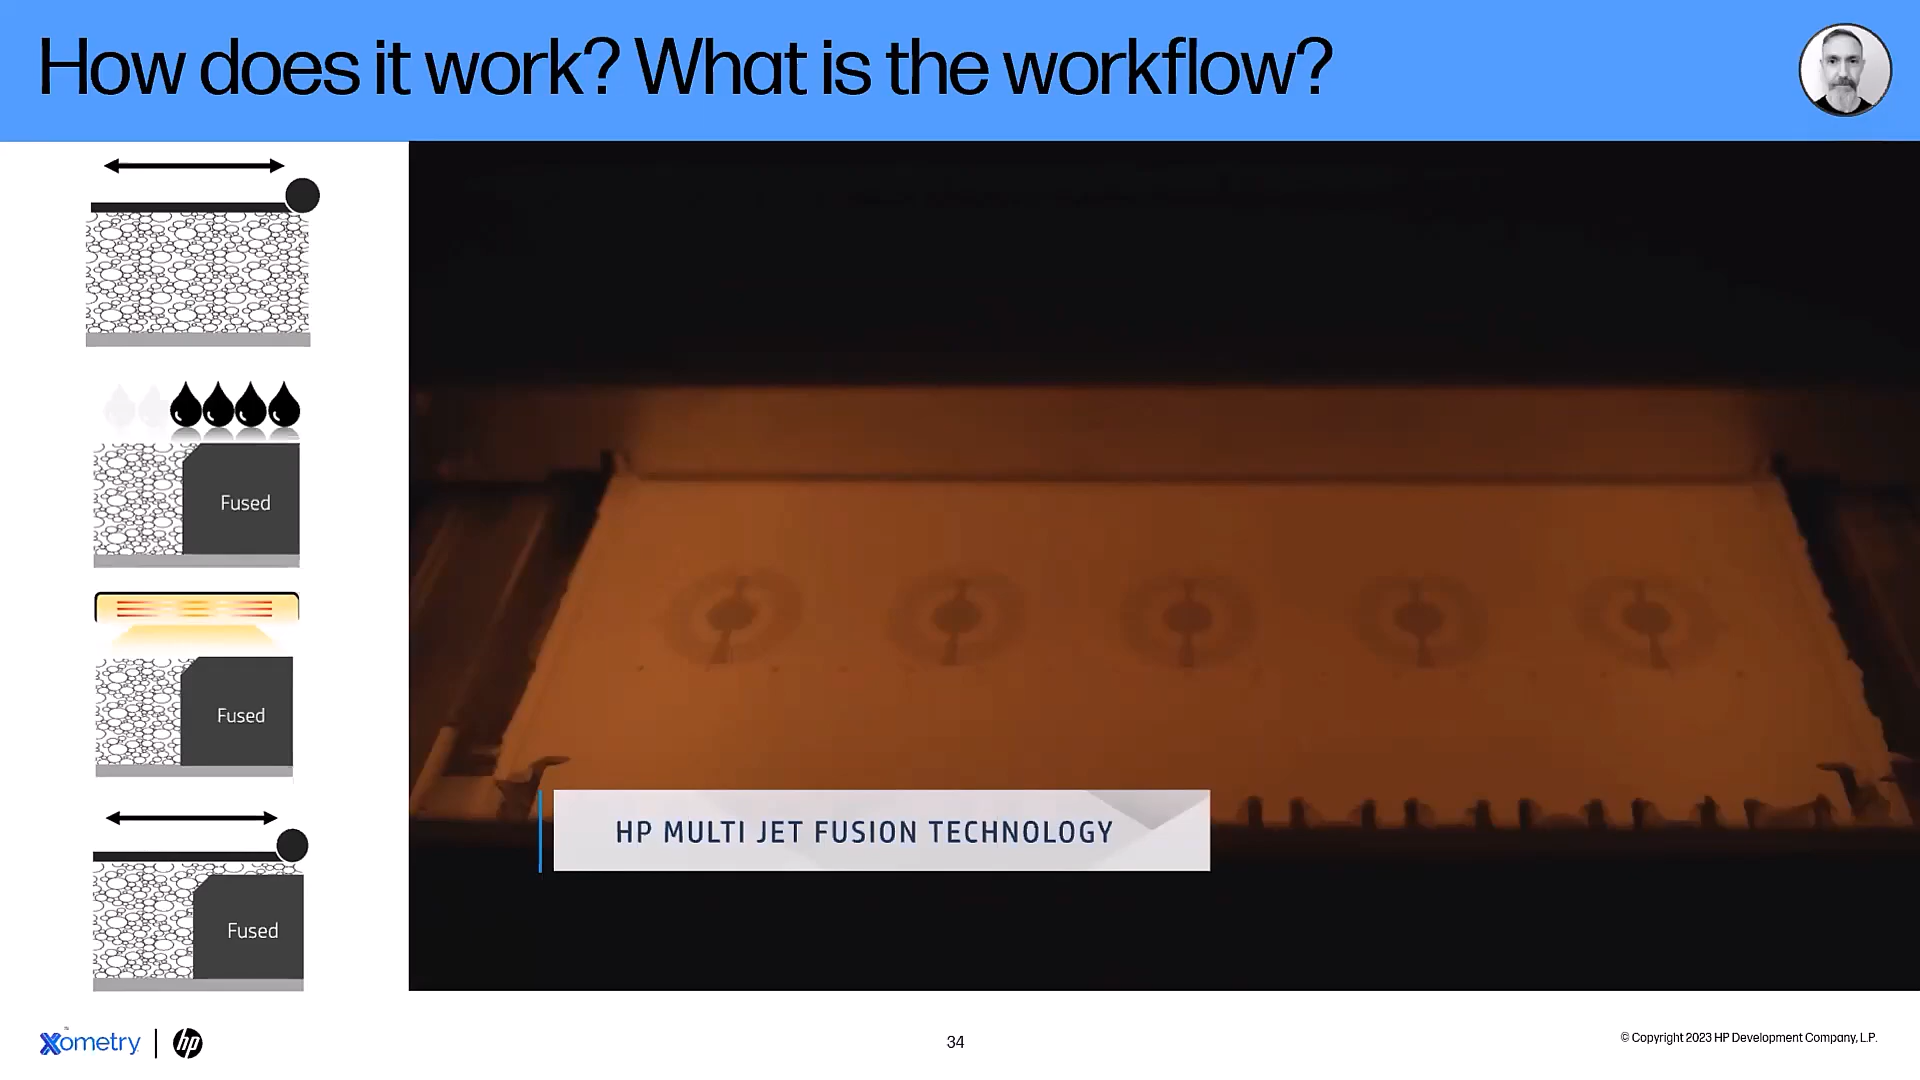 How does it work? What is the workflow?
Fused
Fused
Fused
HP MULTI JET FUSION TECHNOLOGY
Xometry | hp
34
© Copyright 2023 HP Development Company, L.P.